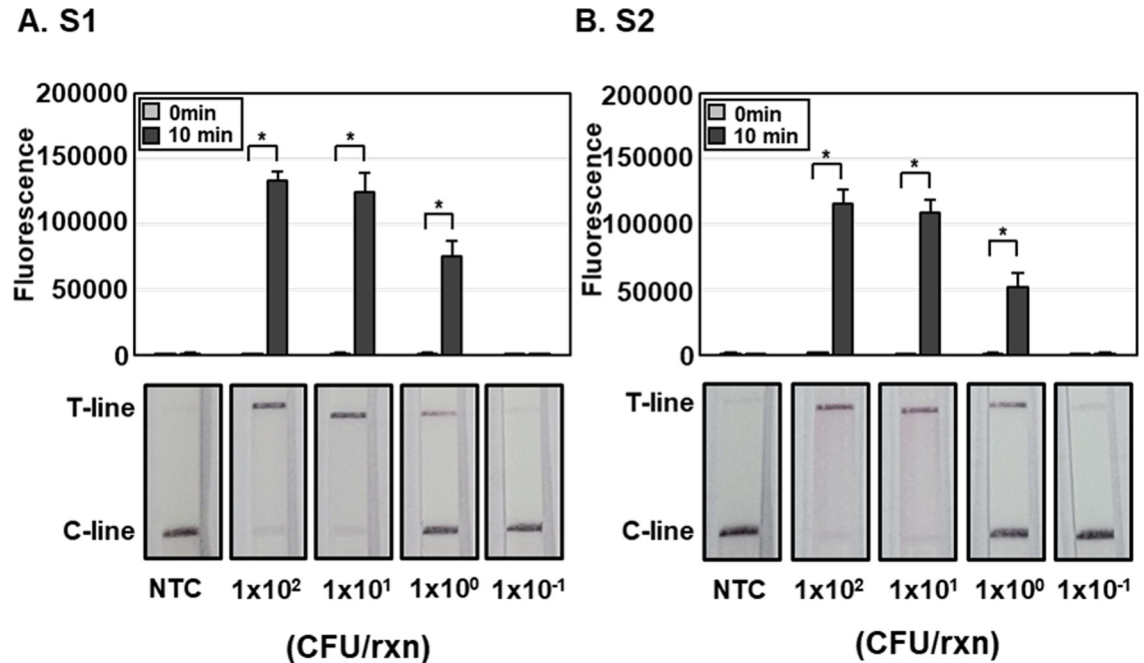 A. S1
200000
150000
100000
50000
0
Fluorescence
0min
10 min
*
*
*
T-line
C-line
NTC 1x10² 1x10¹ 1x10⁰ 1x10⁻¹
(CFU/rxn)
B. S2
200000
150000
100000
50000
0
Fluorescence
0min
10 min
*
*
*
T-line
C-line
NTC 1x10² 1x10¹ 1x10⁰ 1x10⁻¹
(CFU/rxn)